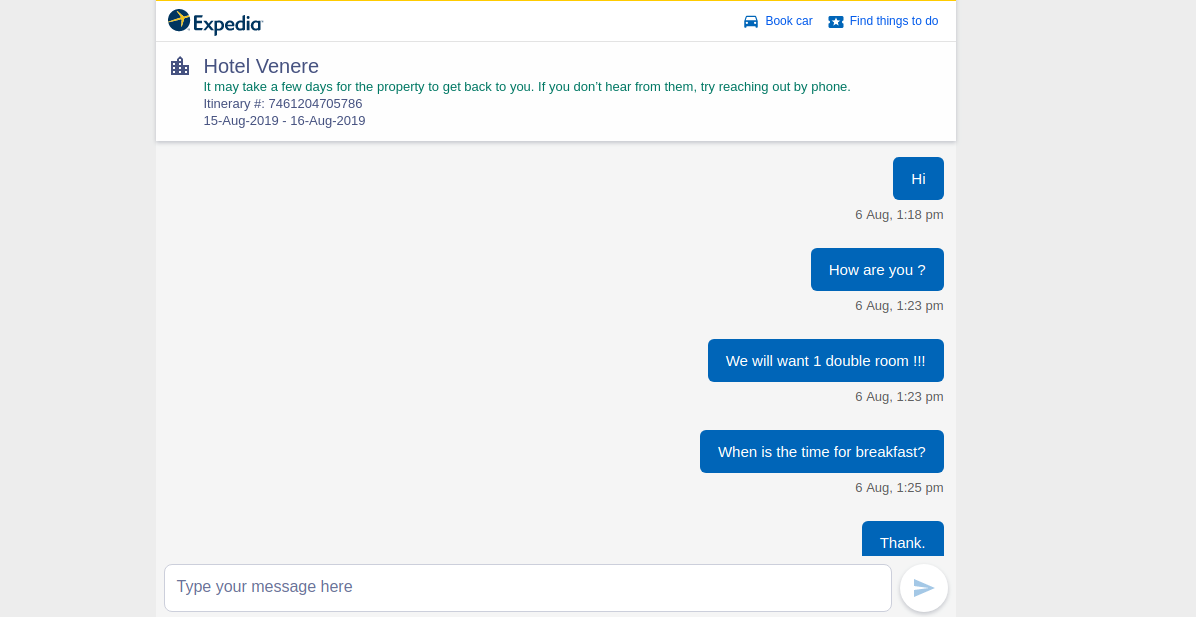 Expedia
Book car
Find things to do
Hotel Venere
It may take a few days for the property to get back to you. If you don't hear from them, try reaching out by phone.
Itinerary #: 7461204705786
15-Aug-2019 - 16-Aug-2019
Hi
6 Aug, 1:18 pm
How are you ?
6 Aug, 1:23 pm
We will want 1 double room !!!
6 Aug, 1:23 pm
When is the time for breakfast?
6 Aug, 1:25 pm
Thank.
Type your message here